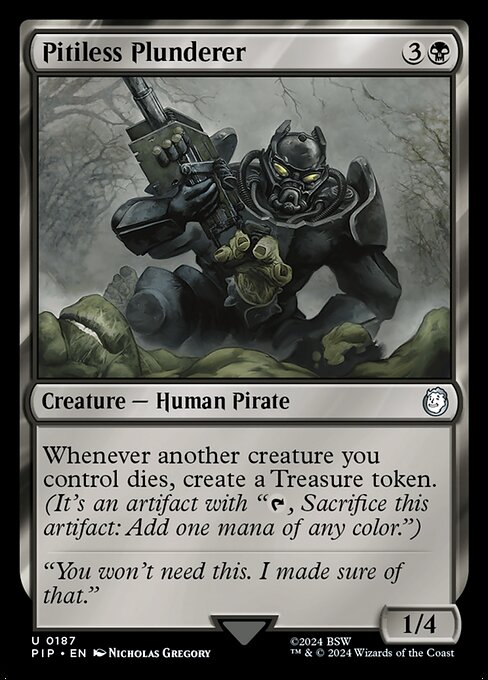 Pitiless Plunderer 3
Creature — Human Pirate
Whenever another creature you
control dies, create a Treasure token.
(It's an artifact with “, Sacrifice this
artifact: Add one mana of any color.”)
“You won't need this. I made sure of
that.”
1/4
U 0187
PIP • EN Nicholas Gregory
©2024 BSW
™ & © 2024 Wizards of the Coast